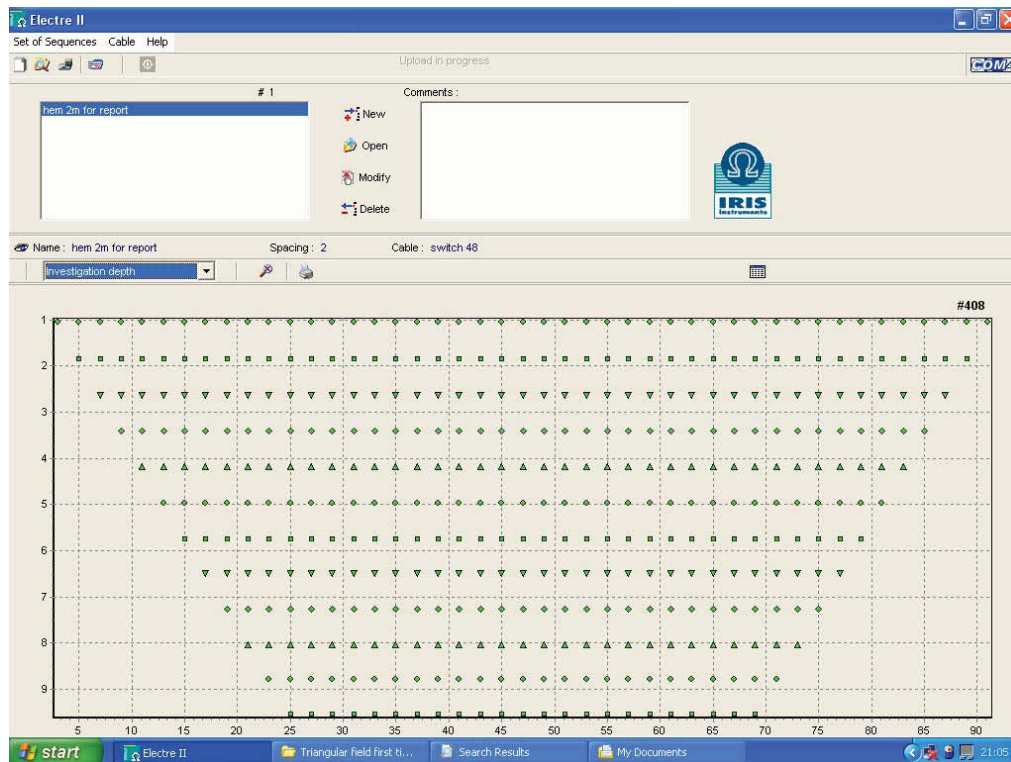 Electre II
Set of Sequences Cable Help
Upload in progress
# 1 Comments :
hem 2m for report
New
Open
Modify
Delete
IRIS
Instruments
Name : hem 2m for report Spacing : 2 Cable : switch 48
Investigation depth
#408
1
2
3
4
5
6
7
8
9
5 10 15 20 25 30 35 40 45 50 55 60 65 70 75 80 85 90
start Electre II Triangular field first ti... Search Results My Documents 21:05